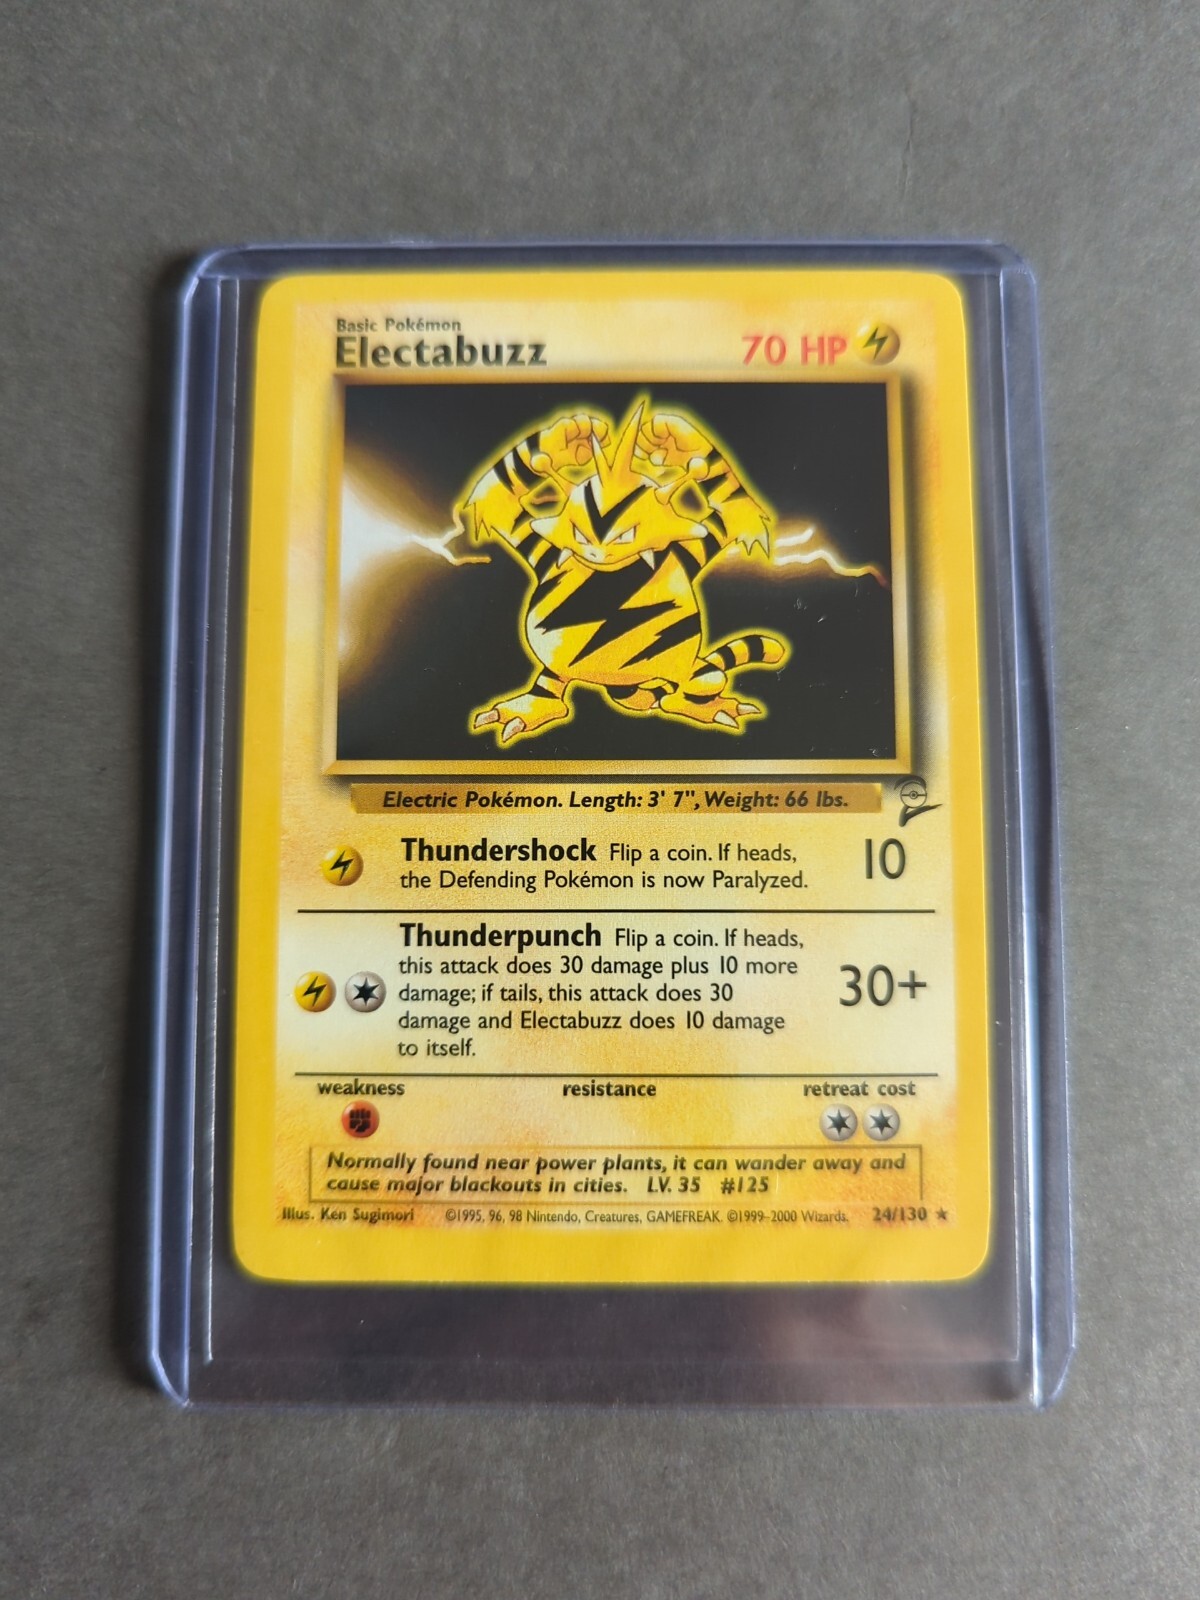 Basic Pokémon
Electabuzz
70 HP
Electric Pokémon. Length: 3' 7", Weight: 66 lbs.
Thundershock Flip a coin. If heads,
the Defending Pokémon is now Paralyzed.
10
Thunderpunch Flip a coin. If heads,
this attack does 30 damage plus 10 more
damage; if tails, this attack does 30
damage and Electabuzz does 10 damage
to itself.
30+
weakness resistance retreat cost
Normally found near power plants, it can wander away and
cause major blackouts in cities. LV. 35 #125
Illus. Ken Sugimori ©1995, 96, 98 Nintendo, Creatures, GAMEFREAK. ©1999-2000 Wizards. 24/130 ★